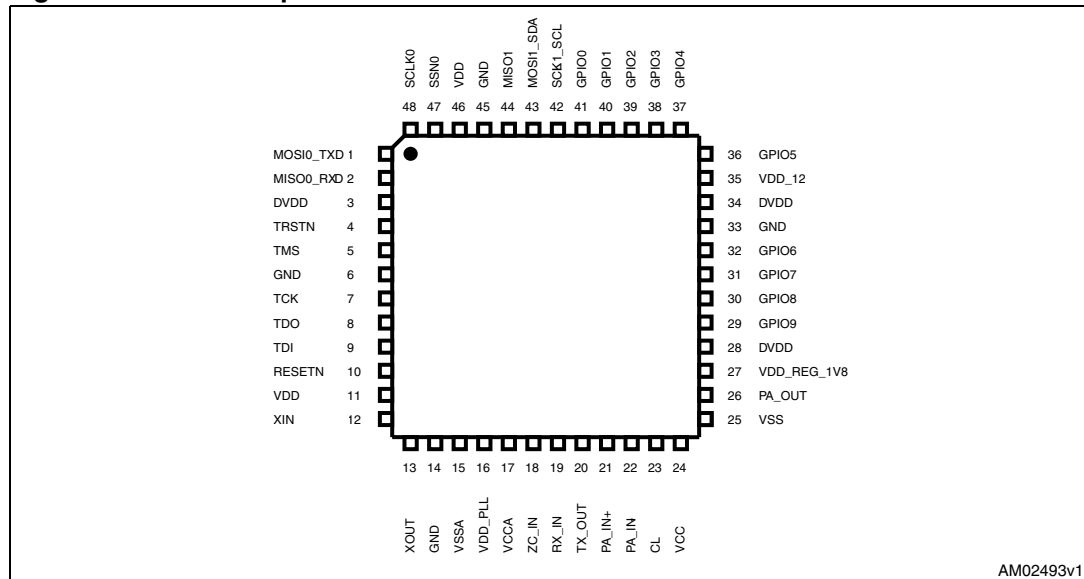 SCLK0 SSN0 VDD GND MISO1 MOSI1_SDA SCK1_SCL GPIO0 GPIO1 GPIO2 GPIO3 GPIO4
48 47 46 45 44 43 42 41 40 39 38 37
MOSI0_TXD 1
MISO0_RXD 2
DVDD 3
TRSTN 4
TMS 5
GND 6
TCK 7
TDO 8
TDI 9
RESETN 10
VDD 11
XIN 12
36 GPIO5
35 VDD_12
34 DVDD
33 GND
32 GPIO6
31 GPIO7
30 GPIO8
29 GPIO9
28 DVDD
27 VDD_REG_1V8
26 PA_OUT
25 VSS
13 14 15 16 17 18 19 20 21 22 23 24
XOUT GND VSSA VDD_PLL VCCA ZC_IN RX_IN TX_OUT PA_IN+ PA_IN- CL VCC
AM02493v1